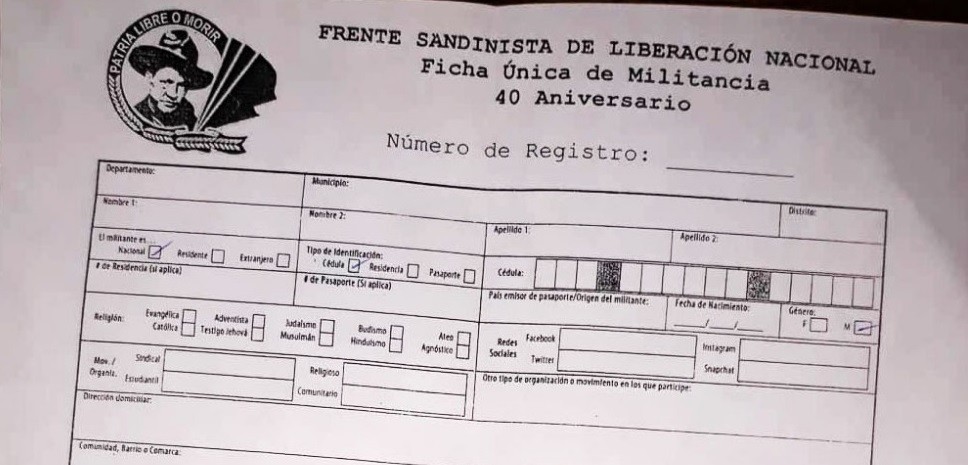 PATRIA LIBRE O MORIR
FRENTE SANDINISTA DE LIBERACIÓN NACIONAL
Ficha Única de Militancia
40 Aniversario
Número de Registro:
Departamento: Municipio: Distrito:
Nombre 1: Nombre 2: Apellido 1: Apellido 2:
El militante es... Tipo de Identificación: Cédula:
Nacional Residente Extranjero Cédula Residencia Pasaporte
# de Residencia (si aplica) # de Pasaporte (Si aplica) País emisor de pasaporte/Origen del militante: Fecha de Nacimiento: Género:
__/__/__ F M
Religión: Evangélica Adventista Judaísmo Budismo Ateo Redes Facebook Instagram
Católica Testigo Jehová Musulmán Hinduismo Agnóstico Sociales Twitter Snapchat
Mov./ Sindical Religioso Otro tipo de organización o movimiento en los que participe:
Organiz. Estudiantil Comunitario
Dirección domiciliar:
Comunidad, Barrio o Comarca: